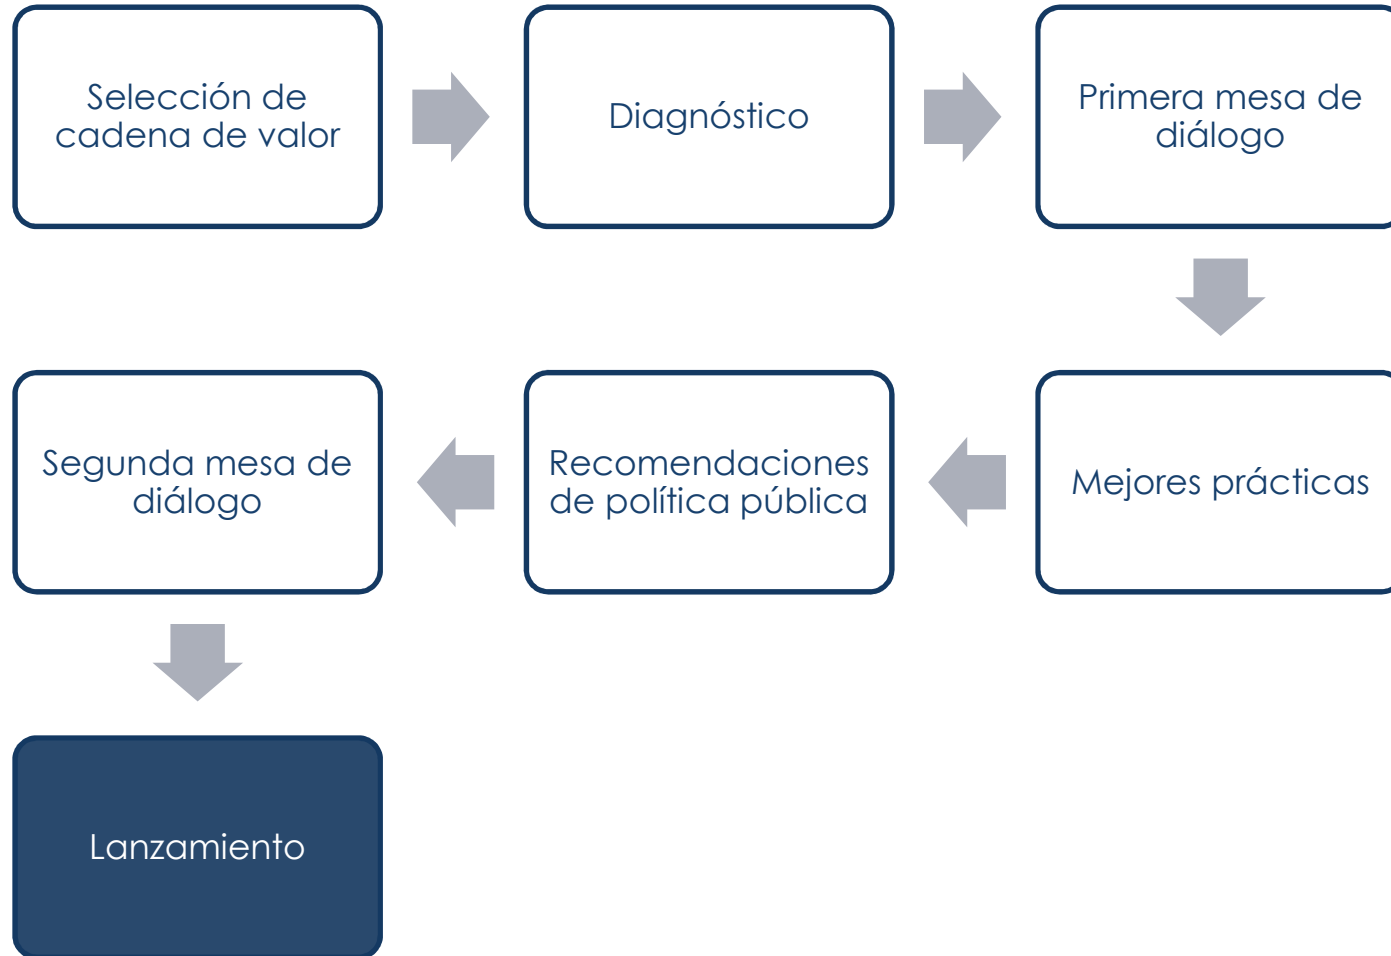 Selección de
cadena de valor
Diagnóstico
Primera mesa de
diálogo
Mejores prácticas
Recomendaciones
de política pública
Segunda mesa de
diálogo
Lanzamiento